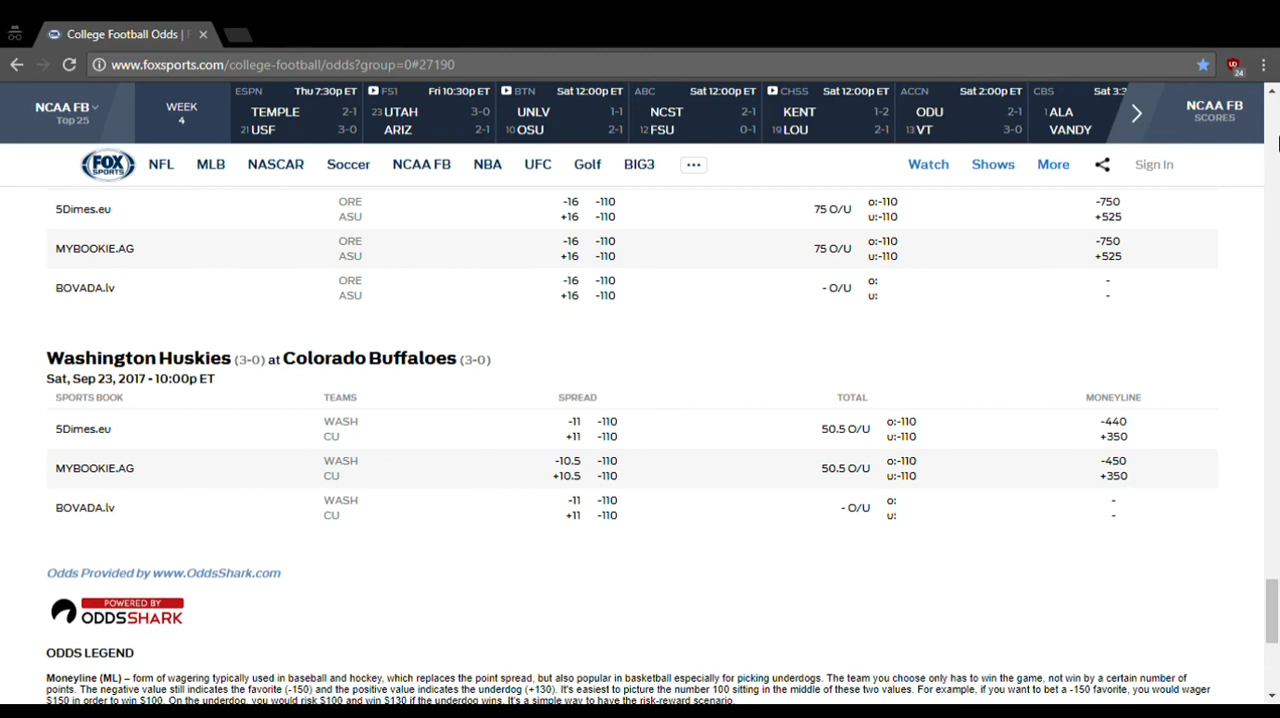 College Football Odds | F
www.foxsports.com/college-football/odds?group=0#27190
UD
24
NCAA FB
Top 25
WEEK
4
ESPN Thu 7:30p ET
TEMPLE 2-1
21 USF 3-0
FS1 Fri 10:30p ET
23 UTAH 3-0
ARIZ 2-1
BTN Sat 12:00p ET
UNLV 1-1
10 OSU 2-1
ABC Sat 12:00p ET
NCST 2-1
12 FSU 0-1
CHSS Sat 12:00p ET
KENT 1-2
19 LOU 2-1
ACCN Sat 2:00p ET
ODU 2-1
13 VT 3-0
CBS Sat 3:3
1 ALA
VANDY
NCAA FB
SCORES
FOX SPORTS NFL MLB NASCAR Soccer NCAA FB NBA UFC Golf BIG3 ... Watch Shows More Sign In
5Dimes.eu ORE -16 -110 75 O/U o:-110 -750
ASU +16 -110 u:-110 +525
MYBOOKIE.AG ORE -16 -110 75 O/U o:-110 -750
ASU +16 -110 u:-110 +525
BOVADA.lv ORE -16 -110 - O/U o: -
ASU +16 -110 u: -
Washington Huskies (3-0) at Colorado Buffaloes (3-0)
Sat, Sep 23, 2017 - 10:00p ET
SPORTS BOOK TEAMS SPREAD TOTAL MONEYLINE
5Dimes.eu WASH -11 -110 50.5 O/U o:-110 -440
CU +11 -110 u:-110 +350
MYBOOKIE.AG WASH -10.5 -110 50.5 O/U o:-110 -450
CU +10.5 -110 u:-110 +350
BOVADA.lv WASH -11 -110 - O/U o: -
CU +11 -110 u: -
Odds Provided by www.OddsShark.com
POWERED BY
ODDSSHARK
ODDS LEGEND
Moneyline (ML) – form of wagering typically used in baseball and hockey, which replaces the point spread, but also popular in basketball especially for picking underdogs. The team you choose only has to win the game, not win by a certain number of
points. The negative value still indicates the favorite (-150) and the positive value indicates the underdog (+130). It's easiest to picture the number 100 sitting in the middle of these two values. For example, if you want to bet a -150 favorite, you would wager
$150 in order to win $100. On the underdog, you would risk $100 and win $130 if the underdog wins. It's a simple way to have the risk-reward scenario.